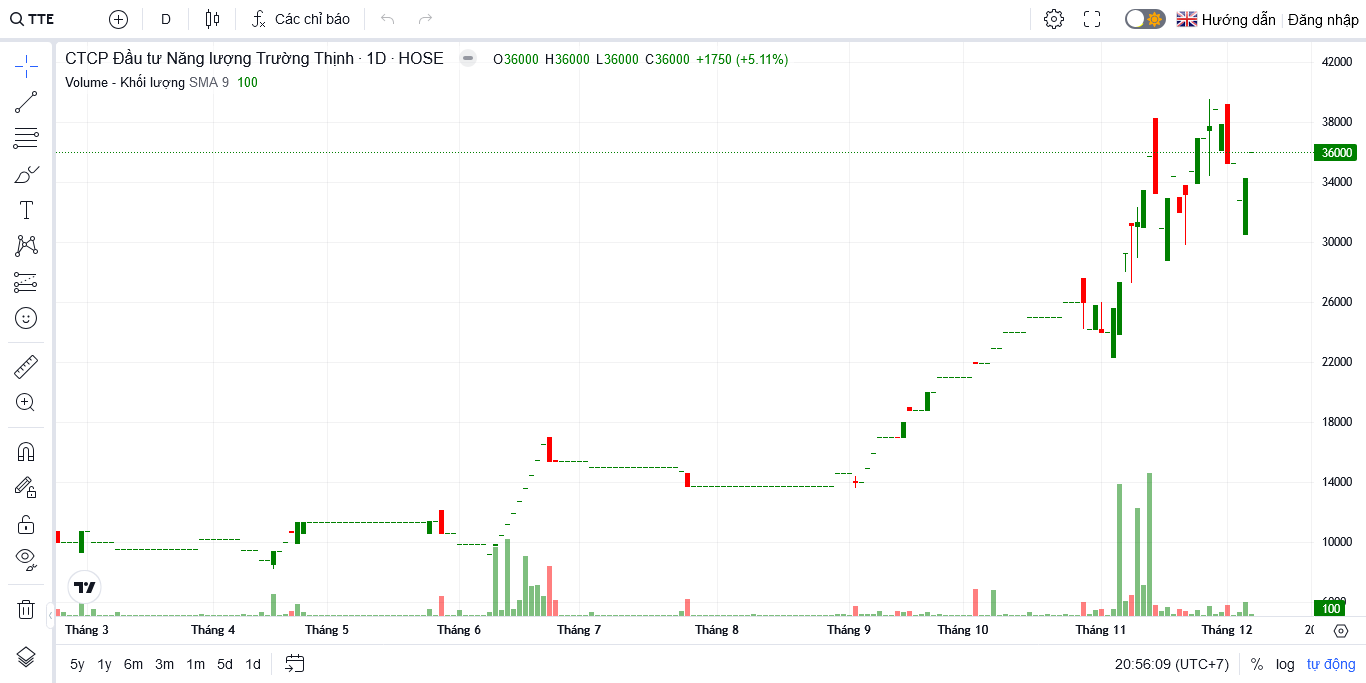 TTE
D
Các chỉ báo
Hướng dẫn
Đăng nhập
CTCP Đầu tư Năng lượng Trường Thịnh · 1D · HOSE
O36000 H36000 L36000 C36000 +1750 (+5.11%)
Volume - Khối lượng SMA 9 100
42000
38000
36000
34000
30000
26000
22000
18000
14000
10000
6000
100
Tháng 3 Tháng 4 Tháng 5 Tháng 6 Tháng 7 Tháng 8 Tháng 9 Tháng 10 Tháng 11 Tháng 12
5y 1y 6m 3m 1m 5d 1d
20:56:09 (UTC+7) % log tự động